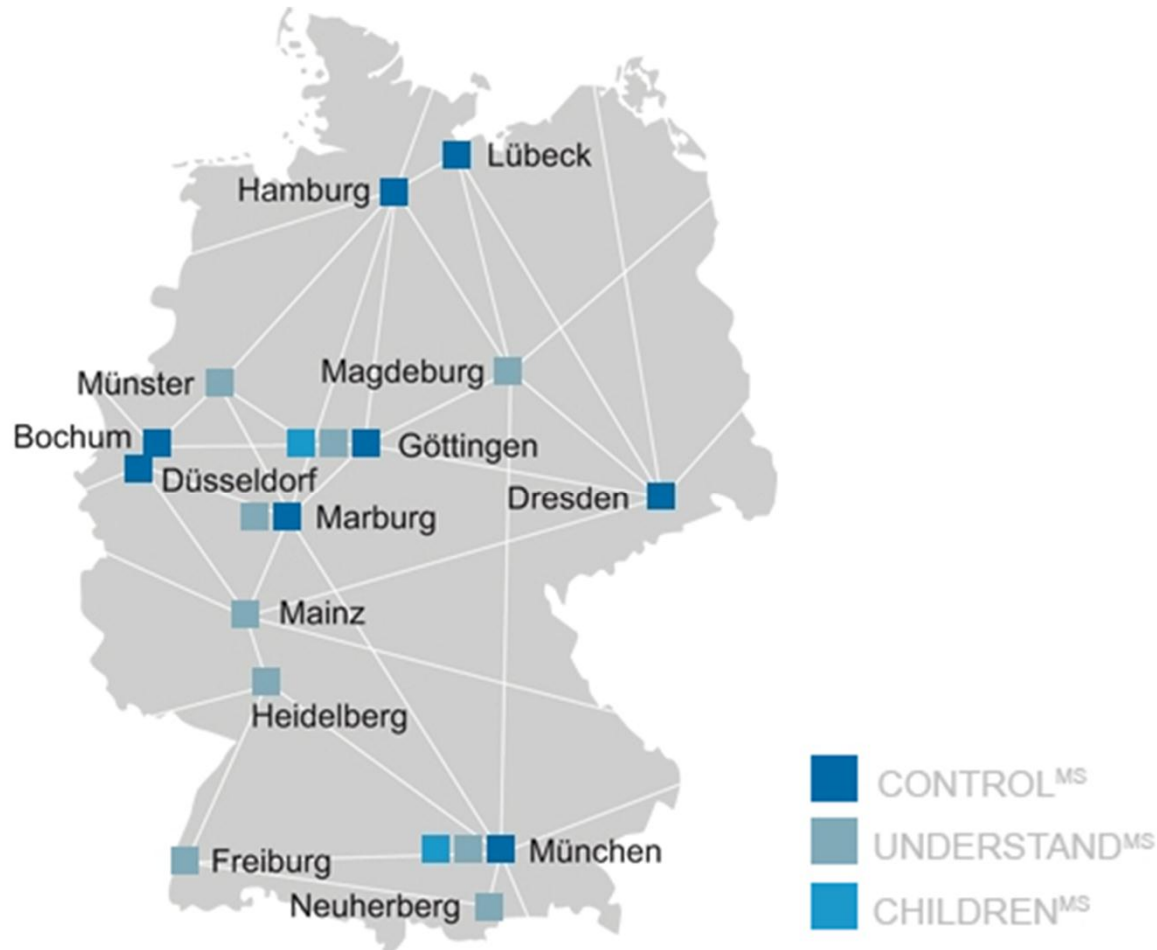 Lübeck
Hamburg
Magdeburg
Münster
Bochum
Göttingen
Düsseldorf
Dresden
Marburg
Mainz
Heidelberg
München
Freiburg
Neuherberg
CONTROLᴹˢ
UNDERSTANDᴹˢ
CHILDRENᴹˢ